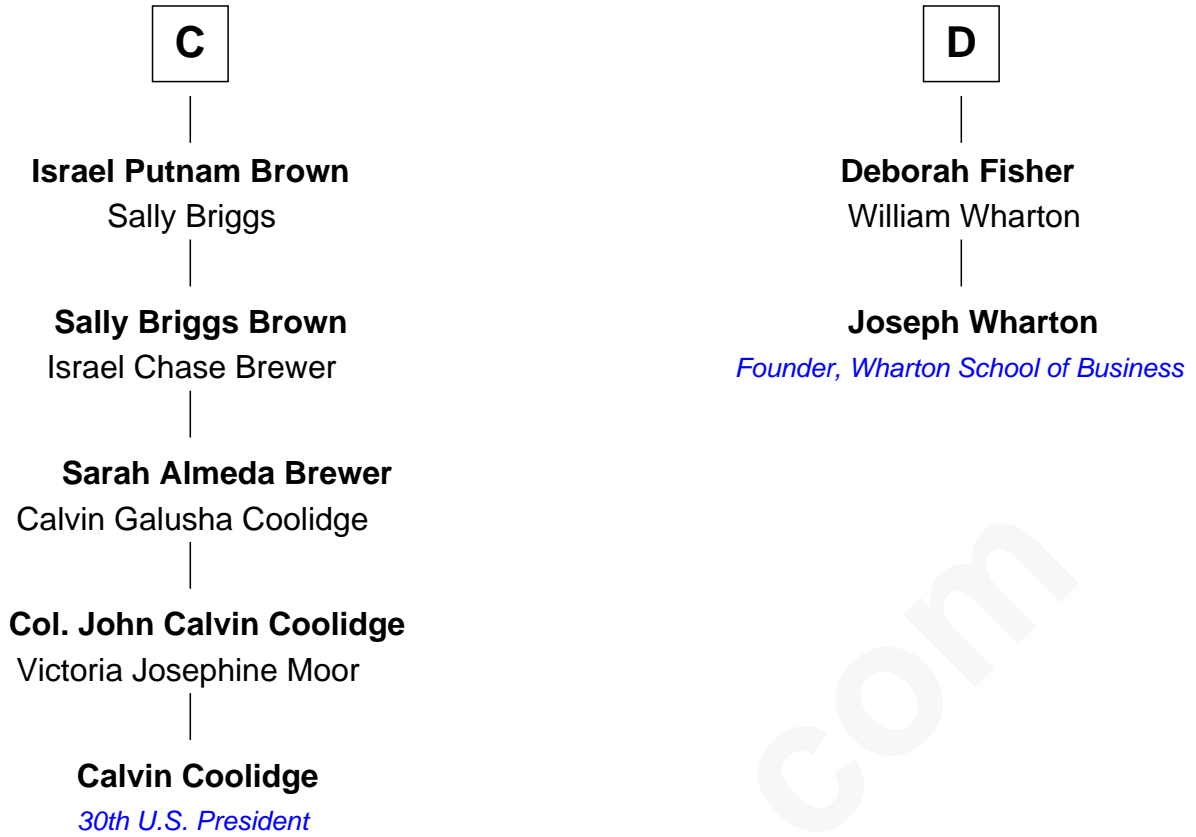 C
Israel Putnam Brown
Sally Briggs
Sally Briggs Brown
Israel Chase Brewer
Sarah Almeda Brewer
Calvin Galusha Coolidge
Col. John Calvin Coolidge
Victoria Josephine Moor
Calvin Coolidge
30th U.S. President
D
Deborah Fisher
William Wharton
Joseph Wharton
Founder, Wharton School of Business
com